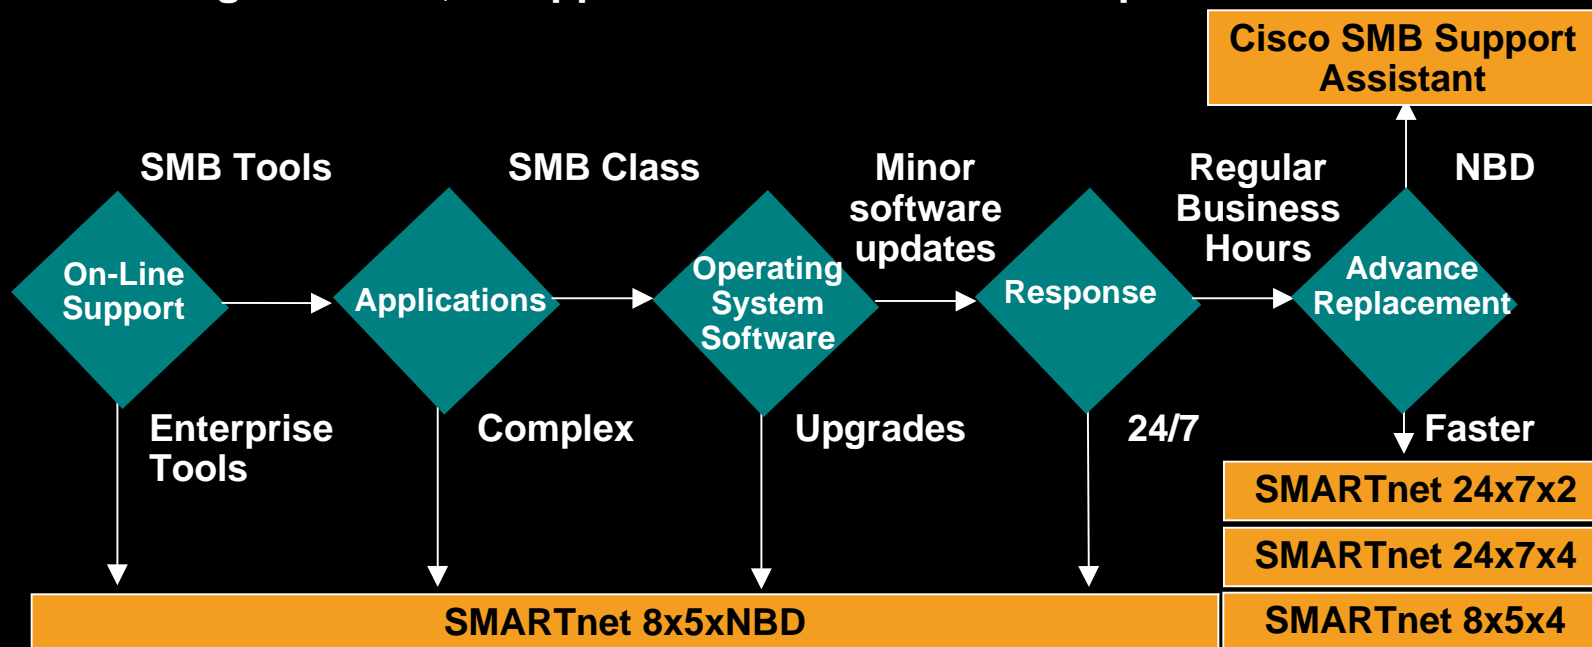 Cisco SMB Support
Assistant
SMB Tools
SMB Class
Minor
software
updates
Regular
Business
Hours
NBD
On-Line
Support
Applications
Operating
System
Software
Response
Advance
Replacement
Enterprise
Tools
Complex
Upgrades
24/7
Faster
SMARTnet 24x7x2
SMARTnet 24x7x4
SMARTnet 8x5xNBD
SMARTnet 8x5x4